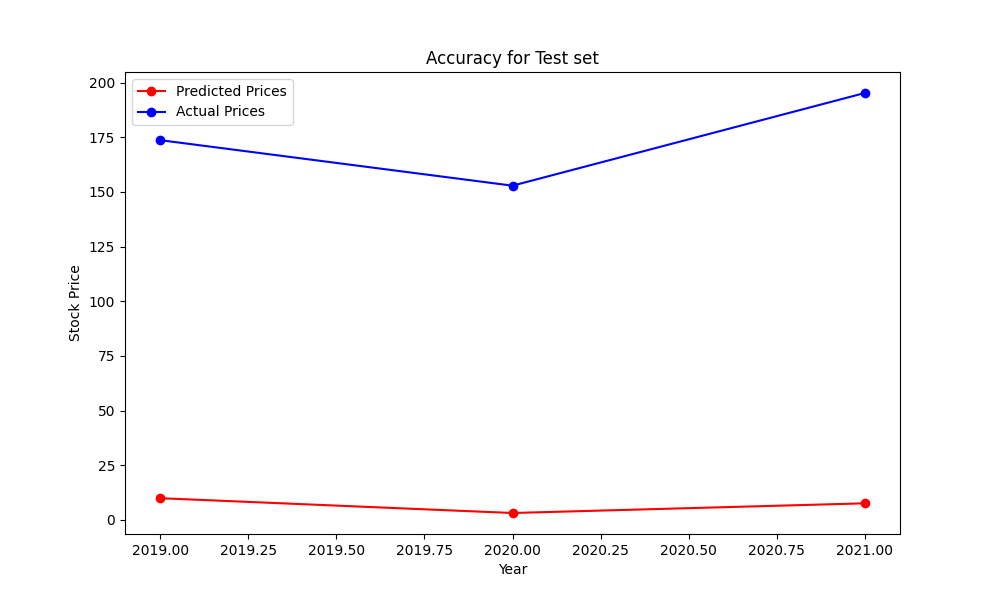 Accuracy for Test set
Predicted Prices
Actual Prices
200
175
150
125
100
75
50
25
0
Stock Price
2019.00 2019.25 2019.50 2019.75 2020.00 2020.25 2020.50 2020.75 2021.00
Year